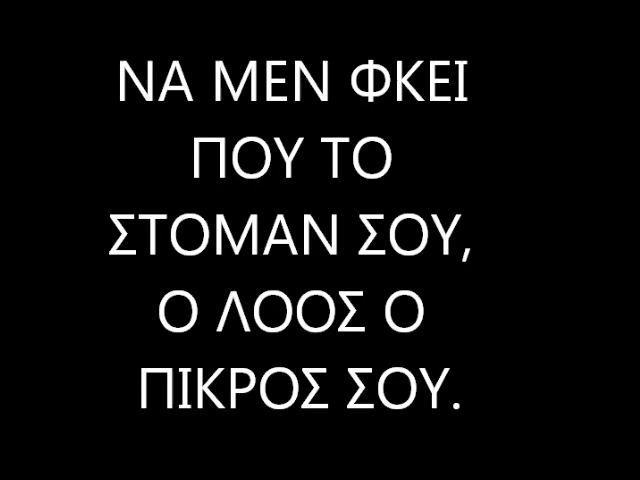 ΝΑ ΜΕΝ ΦΚΕΙ
ΠΟΥ ΤΟ
ΣΤΟΜΑΝ ΣΟΥ,
Ο ΛΟΟΣ Ο
ΠΙΚΡΟΣ ΣΟΥ.